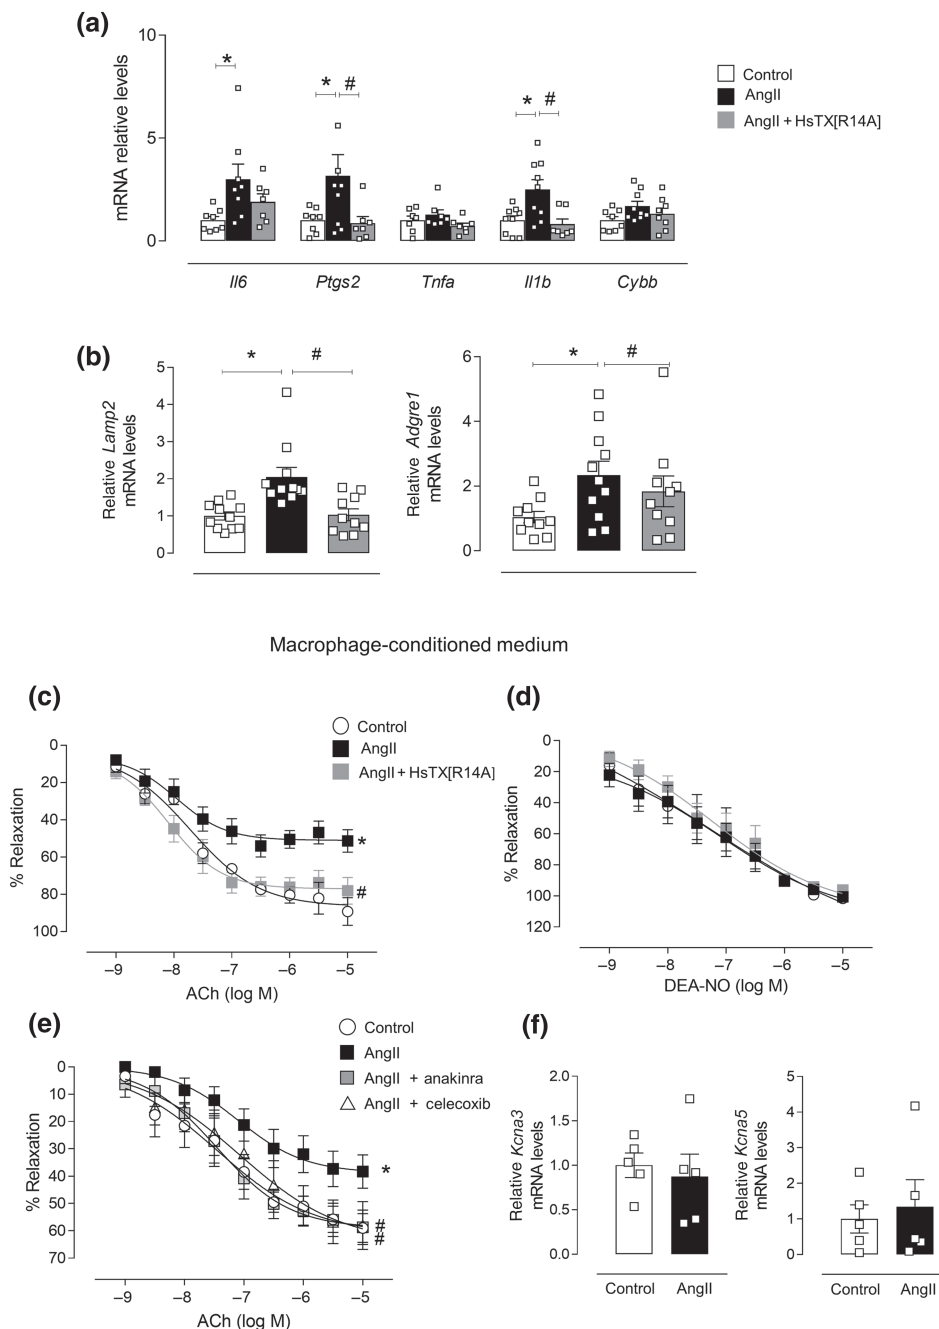 (a)
mRNA relative levels
10
5
0
* * # * #
Il6 Ptgs2 Tnfa Il1b Cybb
Control
AngII
AngII + HsTX[R14A]
(b)
Relative Lamp2
mRNA levels
5
4
2
1
0
* #
Relative Adgre1
mRNA levels
6
4
2
0
* #
Macrophage-conditioned medium
(c)
Control
AngII
AngII + HsTX[R14A]
% Relaxation
0
20
40
60
80
100
*
#
–9 –8 –7 –6 –5
ACh (log M)
(d)
% Relaxation
0
20
40
60
80
100
120
–9 –8 –7 –6 –5
DEA-NO (log M)
(e)
Control
AngII
AngII + anakinra
AngII + celecoxib
% Relaxation
0
10
20
30
40
50
60
70
*
#
#
–9 –8 –7 –6 –5
ACh (log M)
(f)
Relative Kcna3
mRNA levels
2.0
1.5
1.0
0.5
0.0
Control AngII
Relative Kcna5
mRNA levels
5
4
3
2
1
0
Control AngII